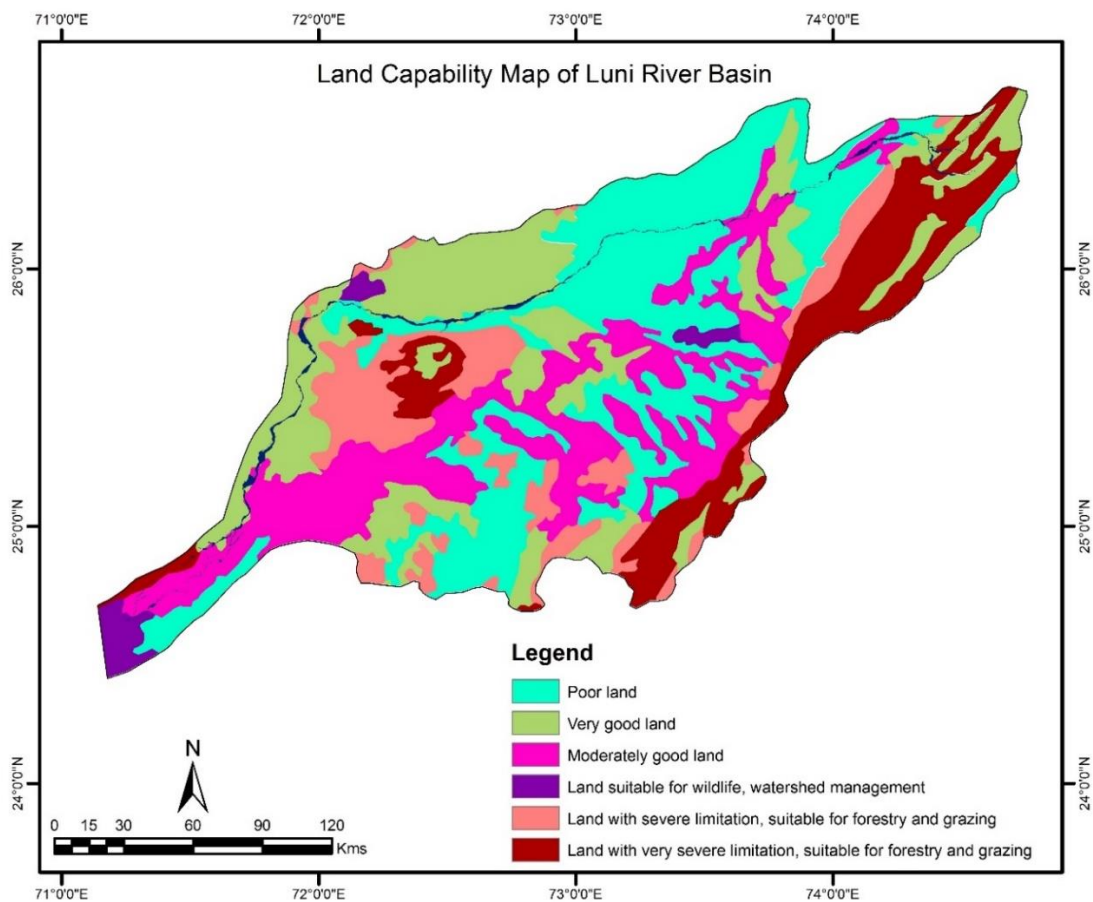 71°0'0"E 72°0'0"E 73°0'0"E 74°0'0"E
Land Capability Map of Luni River Basin
26°0'0"N 26°0'0"N
25°0'0"N 25°0'0"N
24°0'0"N 24°0'0"N
Legend
Poor land
Very good land
Moderately good land
Land suitable for wildlife, watershed management
Land with severe limitation, suitable for forestry and grazing
Land with very severe limitation, suitable for forestry and grazing
N
0 15 30 60 90 120
Kms
71°0'0"E 72°0'0"E 73°0'0"E 74°0'0"E